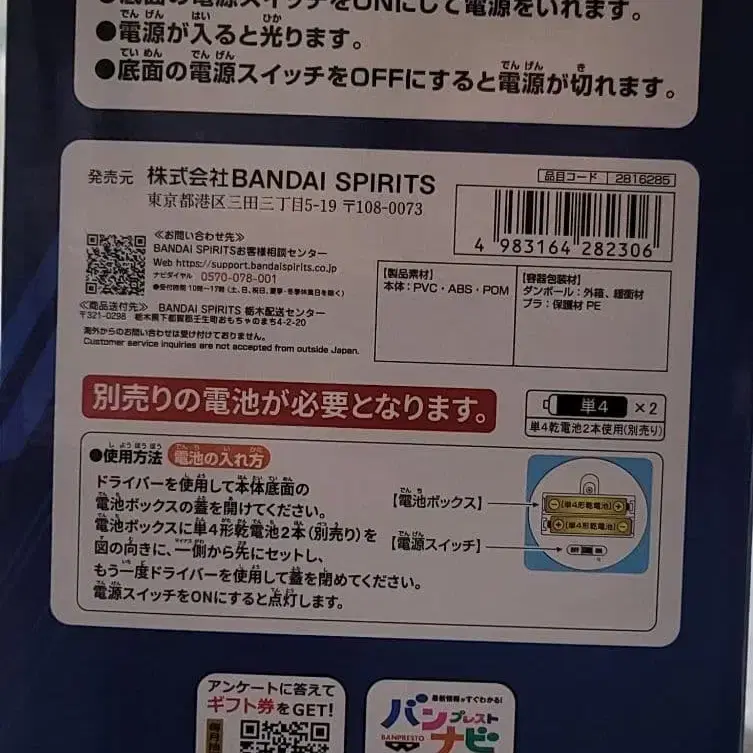 ●底面の電源スイッチをONにして電源をいれます。
●電源が入ると光ります。
●底面の電源スイッチをOFFにすると電源が切れます。
発売元 株式会社BANDAI SPIRITS
東京都港区三田三丁目5-19 〒108-0073
品目コード 2816285
4 983164 282306
≪お問い合わせ先≫
BANDAI SPIRITSお客様相談センター
Web https://support.bandaispirits.co.jp
ナビダイヤル 0570-078-001
●受付時間 10時〜17時(土、日、祝日、夏季・冬季休業日を除く)
≪商品送付先≫ BANDAI SPIRITS 栃木配送センター
〒321-0298 栃木県下都賀郡壬生町おもちゃのまち4-2-20
海外からのお問い合わせは受け付けておりません。
Customer service inquiries are not accepted from outside Japan.
【製品素材】
本体：PVC・ABS・POM
【容器包装材】
ダンボール：外箱、緩衝材
プラ：保護材 PE
別売りの電池が必要となります。
単4 ×2
単4乾電池2本使用(別売り)
●使用方法 電池の入れ方
ドライバーを使用して本体底面の
電池ボックスの蓋を開けてください。
電池ボックスに単4形乾電池2本(別売り)を
図の向きに、一側から先にセットし、
もう一度ドライバーを使用して蓋を閉めてください。
電源スイッチをONにすると点灯します。
【電池ボックス】
【電源スイッチ】
⊖(単4形乾電池)⊕
⊕(単4形乾電池)⊖
アンケートに答えて
ギフト券をGET!
毎月抽
最新情報がすぐわかる!
バンプレスト
BANPRESTO
ナビ